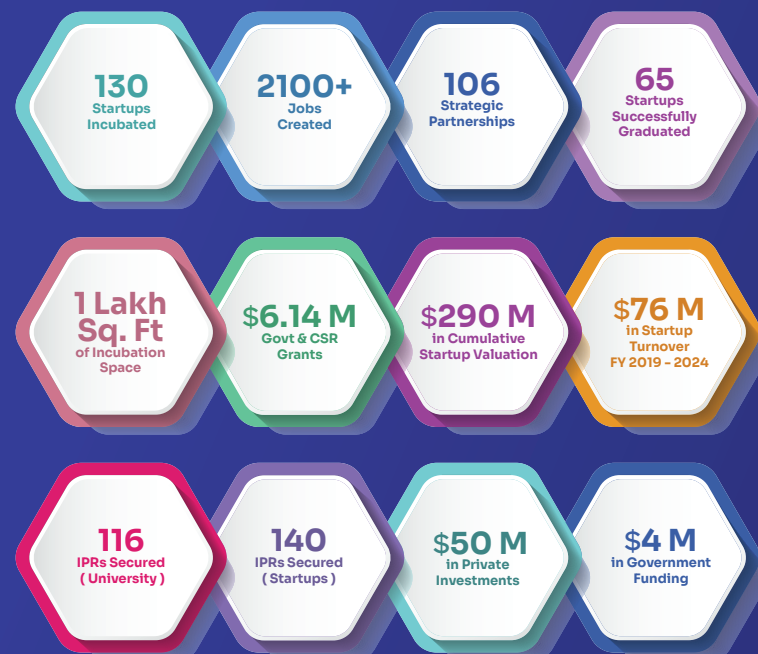 130
Startups
Incubated
2100+
Jobs
Created
106
Strategic
Partnerships
65
Startups
Successfully
Graduated
1 Lakh
Sq. Ft
of Incubation
Space
$6.14 M
Govt & CSR
Grants
$290 M
in Cumulative
Startup Valuation
$76 M
in Startup
Turnover
FY 2019 - 2024
116
IPRs Secured
( University )
140
IPRs Secured
( Startups )
$50 M
in Private
Investments
$4 M
in Government
Funding